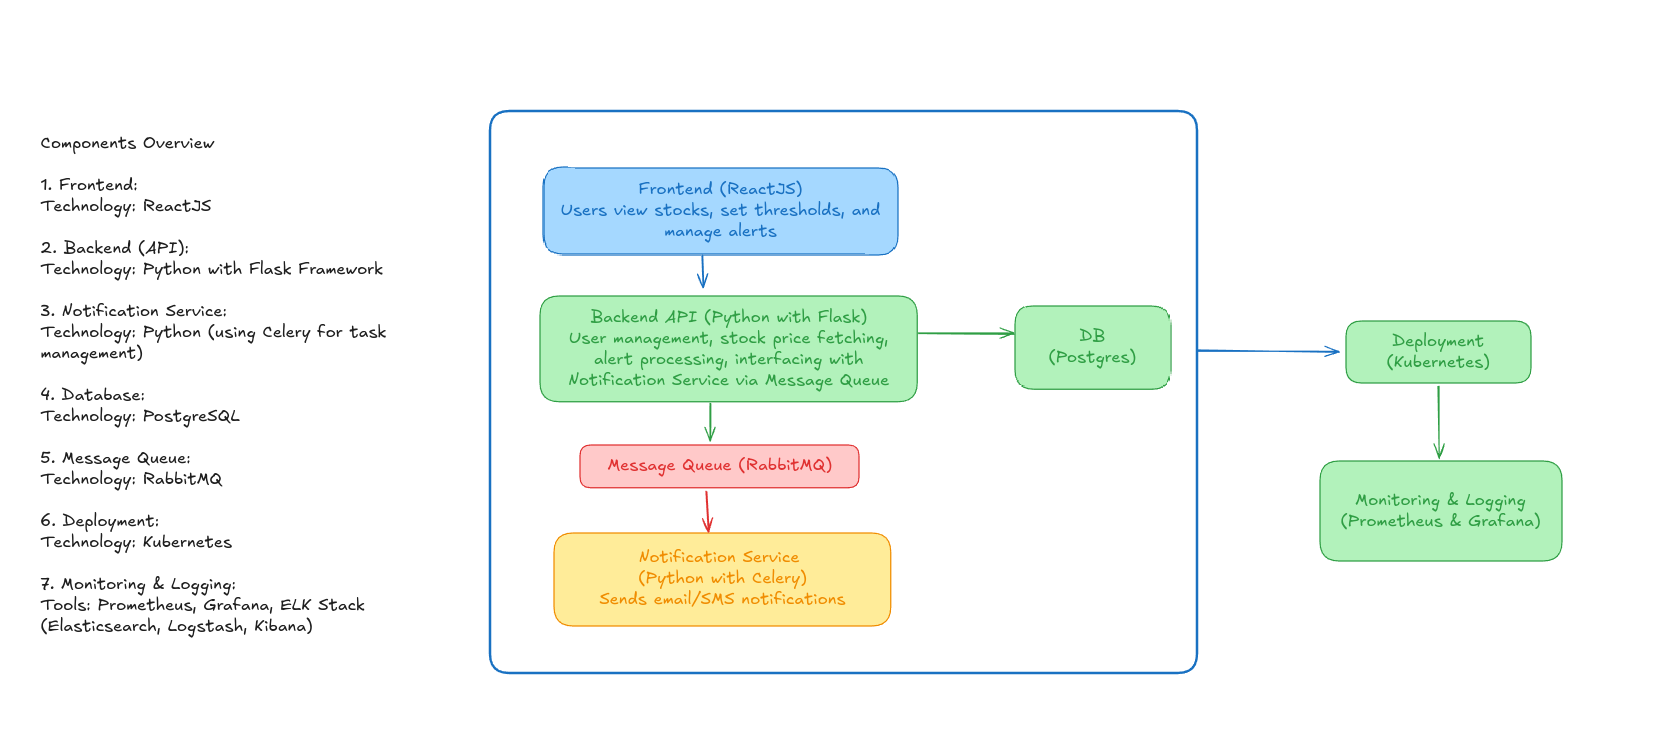 Components Overview
1. Frontend:
Technology: ReactJS
2. Backend (API):
Technology: Python with Flask Framework
3. Notification Service:
Technology: Python (using Celery for task
management)
4. Database:
Technology: PostgreSQL
5. Message Queue:
Technology: RabbitMQ
6. Deployment:
Technology: Kubernetes
7. Monitoring & Logging:
Tools: Prometheus, Grafana, ELK Stack
(Elasticsearch, Logstash, Kibana)
Frontend (ReactJS)
Users view stocks, set thresholds, and
manage alerts
Backend API (Python with Flask)
User management, stock price fetching,
alert processing, interfacing with
Notification Service via Message Queue
DB
(Postgres)
Message Queue (RabbitMQ)
Notification Service
(Python with Celery)
Sends email/SMS notifications
Deployment
(Kubernetes)
Monitoring & Logging
(Prometheus & Grafana)